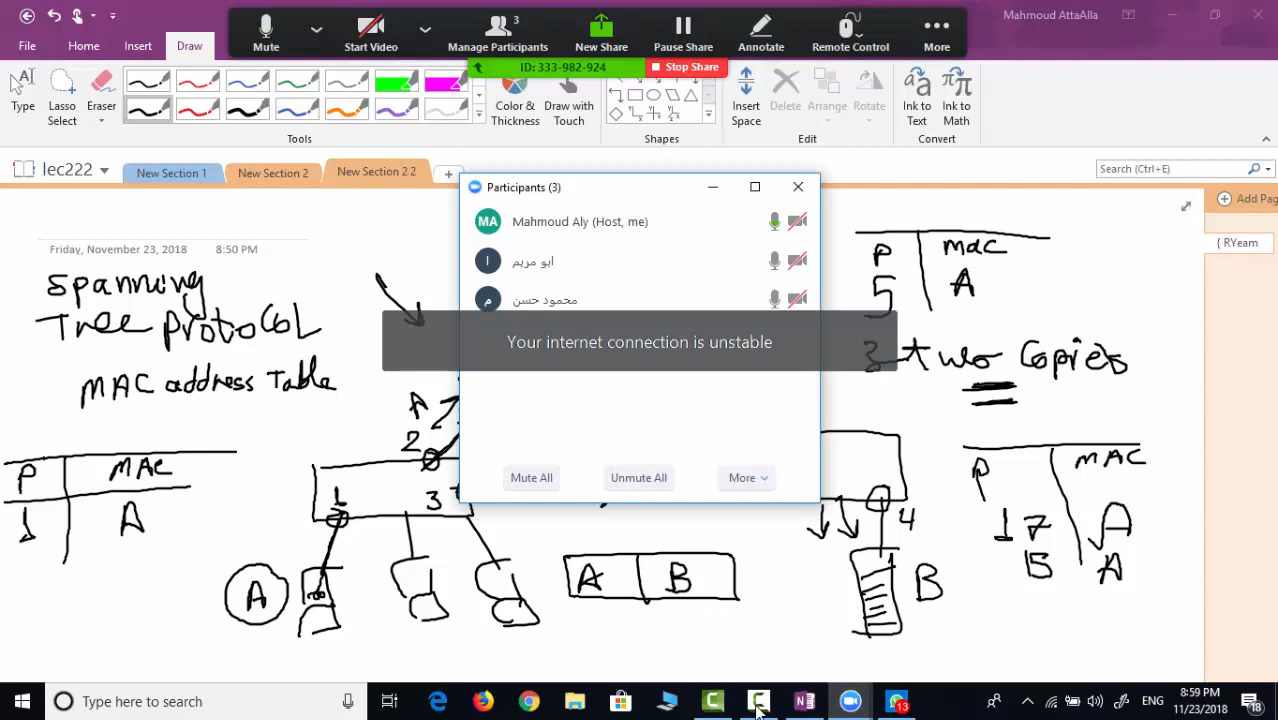 Mute
Start Video
3
Manage Participants
New Share
Pause Share
Annotate
Remote Control
More
Mahmoud AttaAlla
File
Home
Insert
Draw
ID: 333-982-924
Stop Share
Type
Lasso Select
Eraser
Color & Thickness
Draw with Touch
Insert Space
Delete
Arrange
Rotate
Ink to Text
Ink to Math
Tools
Shapes
Edit
Convert
lec222
New Section 1
New Section 2
New Section 2 2
Search (Ctrl+E)
Add Pag
{ RYeam
Participants (3)
MA Mahmoud Aly (Host, me)
ا ابو مريم
م محمود حسن
Your internet connection is unstable
Mute All
Unmute All
More
Friday, November 23, 2018 8:50 PM
Spanning
Tree protocol
MAC address Table
P MAC
1 A
A
2
1
3
A
A B
P MAC
5 A
3 two Copies
4
B
P MAC
1 7 A
5 A
Type here to search
13
ENG
8:59 PM
11/23/2018
18